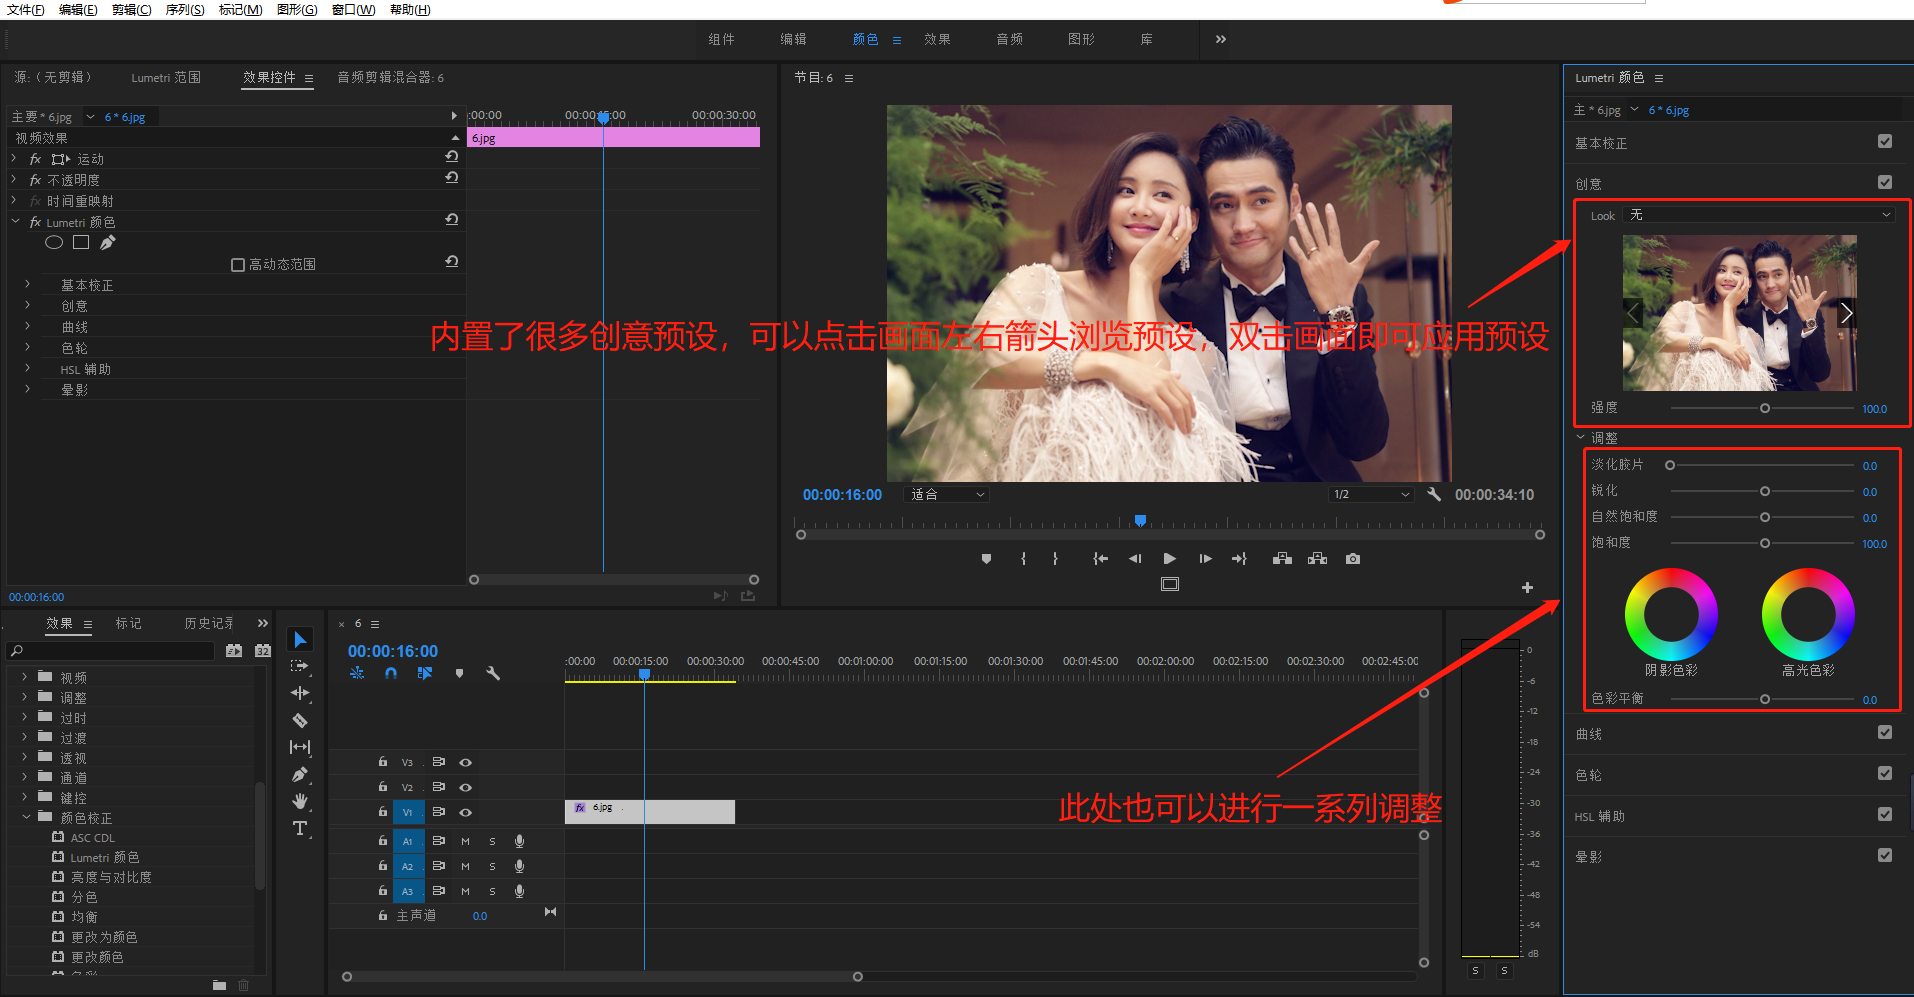 文件(F) 编辑(E) 剪辑(C) 序列(S) 标记(M) 图形(G) 窗口(W) 帮助(H)
组件 编辑 颜色 效果 音频 图形 库
源:（无剪辑） Lumetri 范围 效果控件 音频剪辑混合器: 6
主要 * 6.jpg 6 * 6.jpg
:00:00 00:00:15:00 00:00:30:00
视频效果
6.jpg
fx 运动
fx 不透明度
fx 时间重映射
fx Lumetri 颜色
高动态范围
基本校正
创意
曲线
色轮
HSL 辅助
晕影
00:00:16:00
节目: 6
内置了很多创意预设，可以点击画面左右箭头浏览预设，双击画面即可应用预设
00:00:16:00 适合 1/2 00:00:34:10
Lumetri 颜色
主 * 6.jpg 6 * 6.jpg
基本校正
创意
Look 无
强度 100.0
调整
淡化胶片 0.0
锐化 0.0
自然饱和度 0.0
饱和度 100.0
阴影色彩 高光色彩
色彩平衡 0.0
曲线
色轮
HSL 辅助
晕影
效果 标记 历史记录
32
视频
调整
过时
过渡
透视
通道
键控
颜色校正
ASC CDL
Lumetri 颜色
亮度与对比度
分色
均衡
更改为颜色
更改颜色
T
× 6
00:00:16:00
:00:00 00:00:15:00 00:00:30:00 00:00:45:00 00:01:00:00 00:01:15:00 00:01:30:00 00:01:45:00 00:02:00:00 00:02:15:00 00:02:30:00 00:02:45:00
V3
V2
V1
fx 6.jpg
此处也可以进行一系列调整
A1 M S
A2 M S
A3 M S
主声道 0.0
0
-6
-12
-18
-24
-30
-36
-42
-48
-54
dB
S S